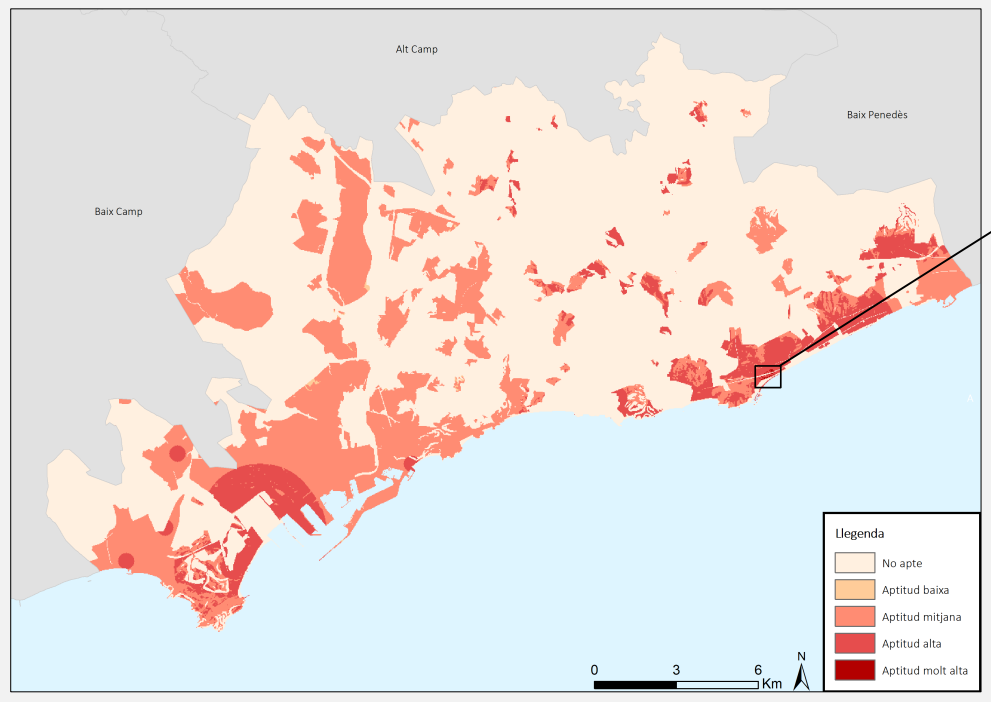 Alt Camp
Baix Penedès
Baix Camp
A
Llegenda
No apte
Aptitud baixa
Aptitud mitjana
Aptitud alta
Aptitud molt alta
0 3 6
Km
N